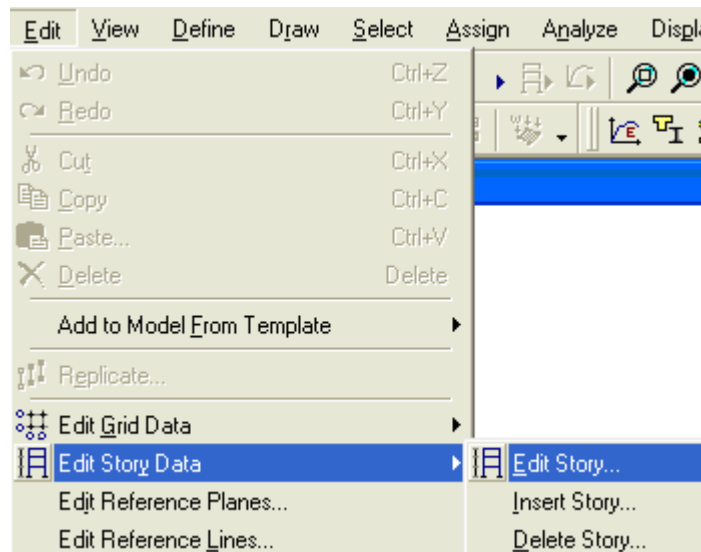 Edit View Define Draw Select Assign Analyze Displa
Undo Ctrl+Z
Redo Ctrl+Y
Cut Ctrl+X
Copy Ctrl+C
Paste... Ctrl+V
Delete Delete
Add to Model From Template
Replicate...
Edit Grid Data
Edit Story Data Edit Story...
Edit Reference Planes... Insert Story...
Edit Reference Lines... Delete Story...